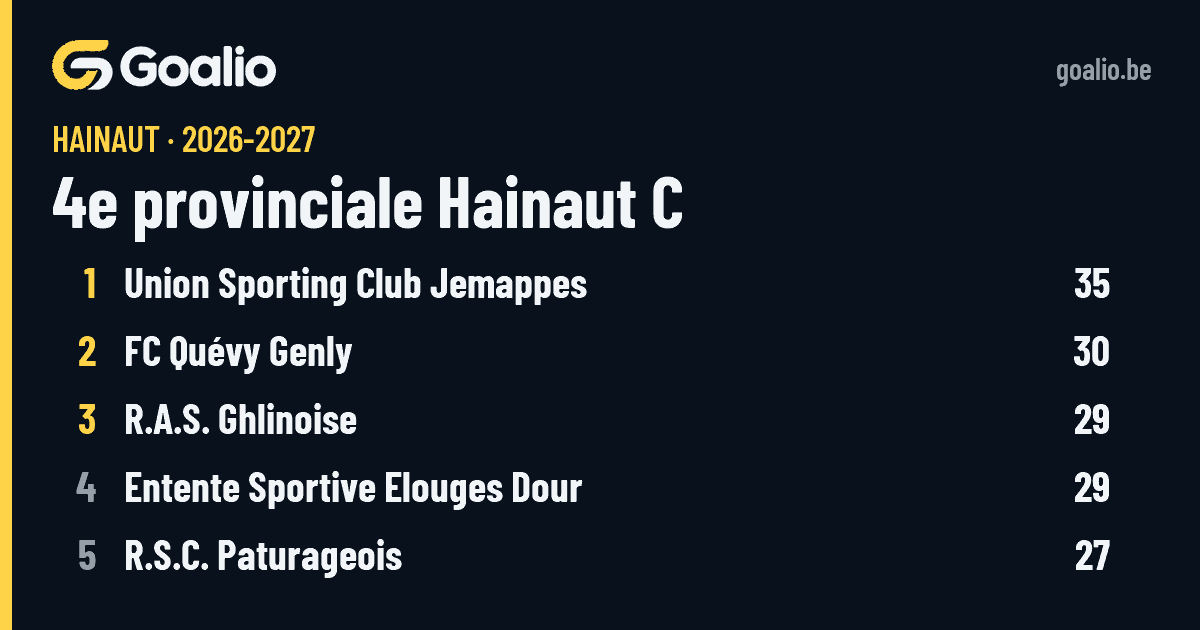 Goalio
goalio.be
HAINAUT · 2026-2027
4e provinciale Hainaut C
1 Union Sporting Club Jemappes 35
2 FC Quévy Genly 30
3 R.A.S. Ghlinoise 29
4 Entente Sportive Elouges Dour 29
5 R.S.C. Paturageois 27